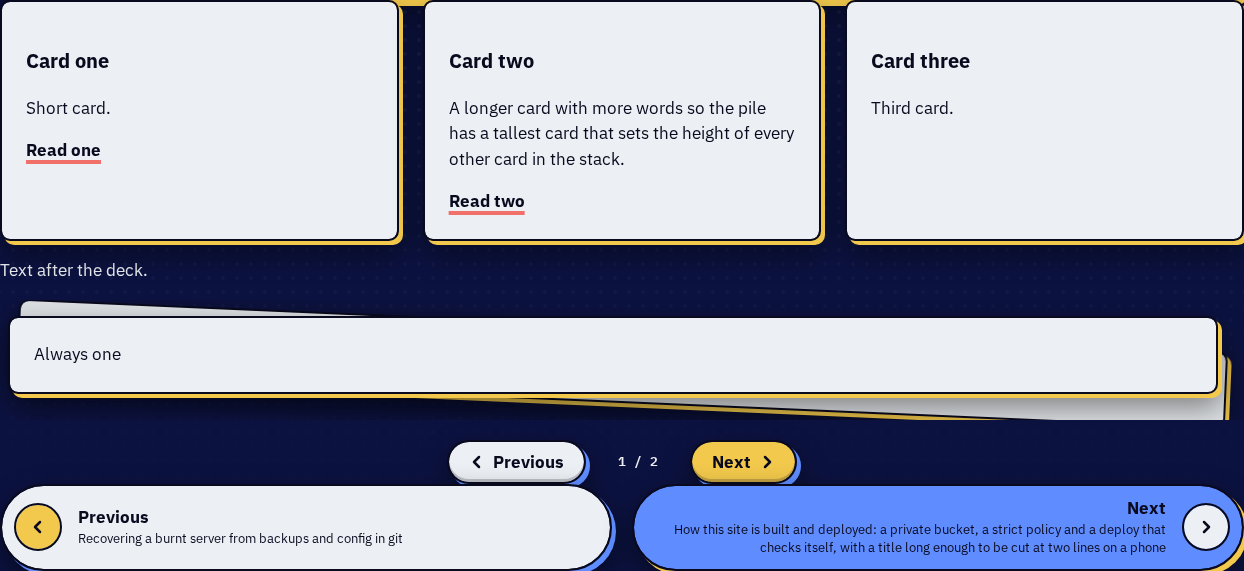 Card one
Short card.
Read one
Card two
A longer card with more words so the pile
has a tallest card that sets the height of every
other card in the stack.
Read two
Card three
Third card.
Text after the deck.
Always one
Previous
1 / 2
Next
Previous
Recovering a burnt server from backups and config in git
Next
How this site is built and deployed: a private bucket, a strict policy and a deploy that
checks itself, with a title long enough to be cut at two lines on a phone